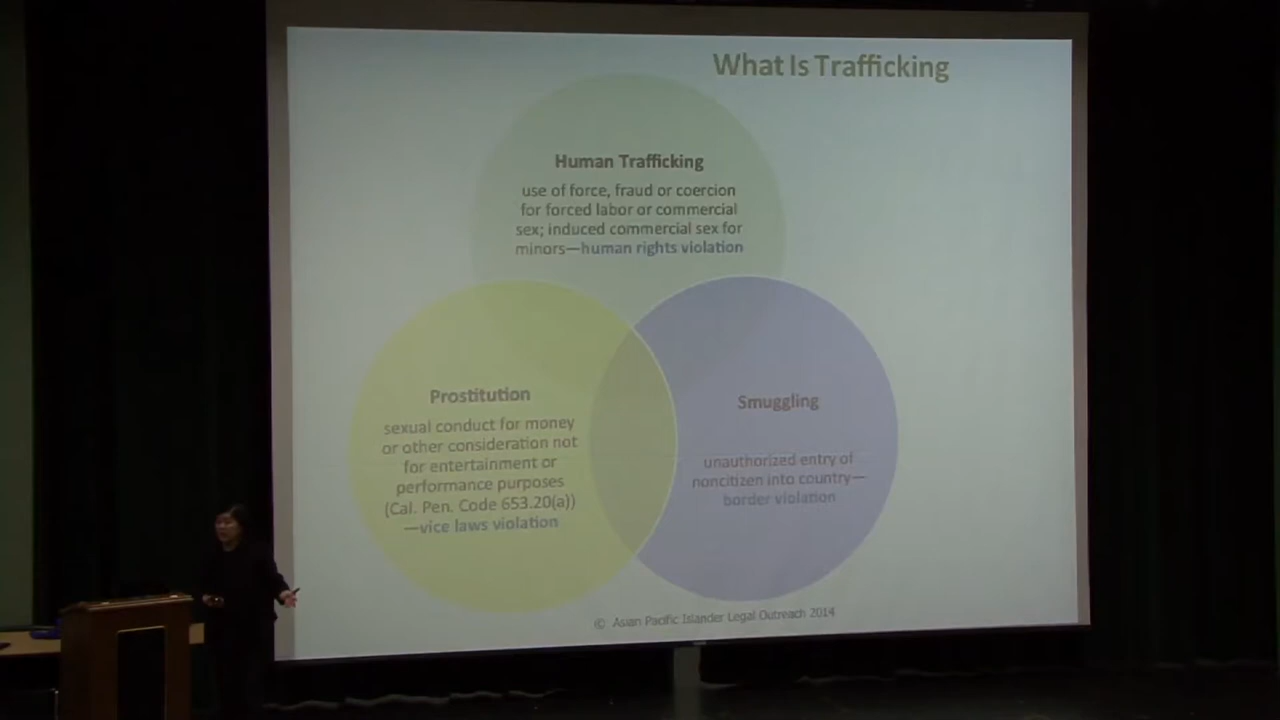 What Is Trafficking
Human Trafficking
use of force, fraud or coercion
for forced labor or commercial
sex; induced commercial sex for
minors—human rights violation
Prostitution
sexual conduct for money
or other consideration not
for entertainment or
performance purposes
(Cal. Pen. Code 653.20(a))
—vice laws violation
Smuggling
unauthorized entry of
noncitizen into country—
border violation
© Asian Pacific Islander Legal Outreach 2014